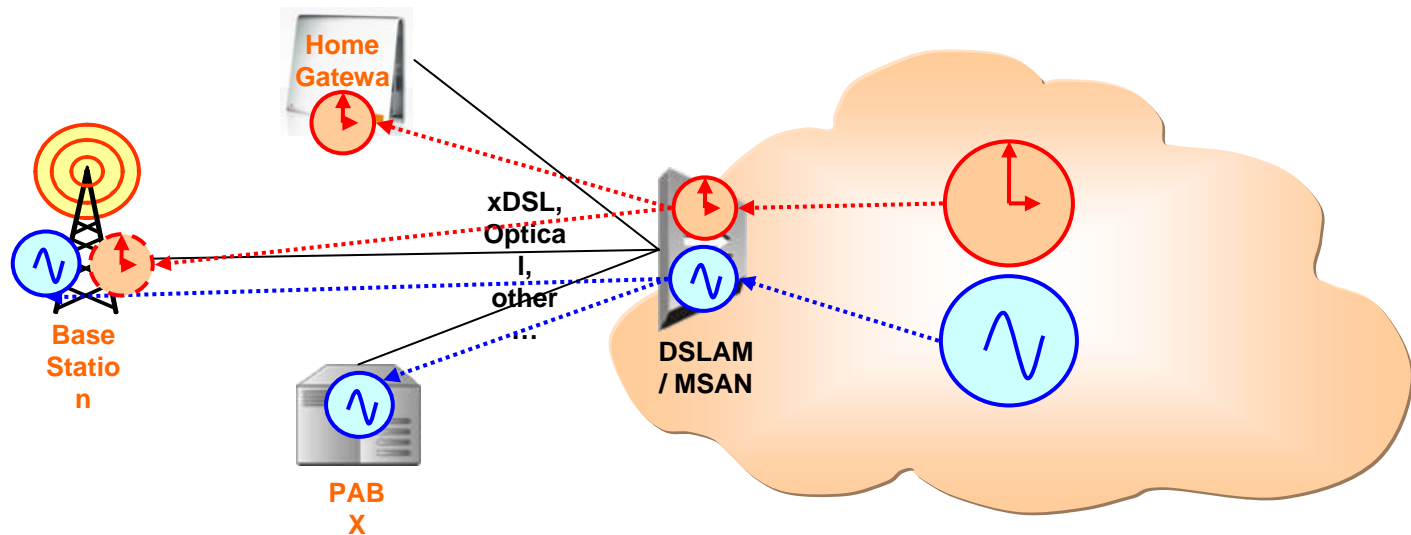 Home
Gatewa
xDSL,
Optica
l,
other
…
Base
Statio
n
DSLAM
/ MSAN
PAB
X